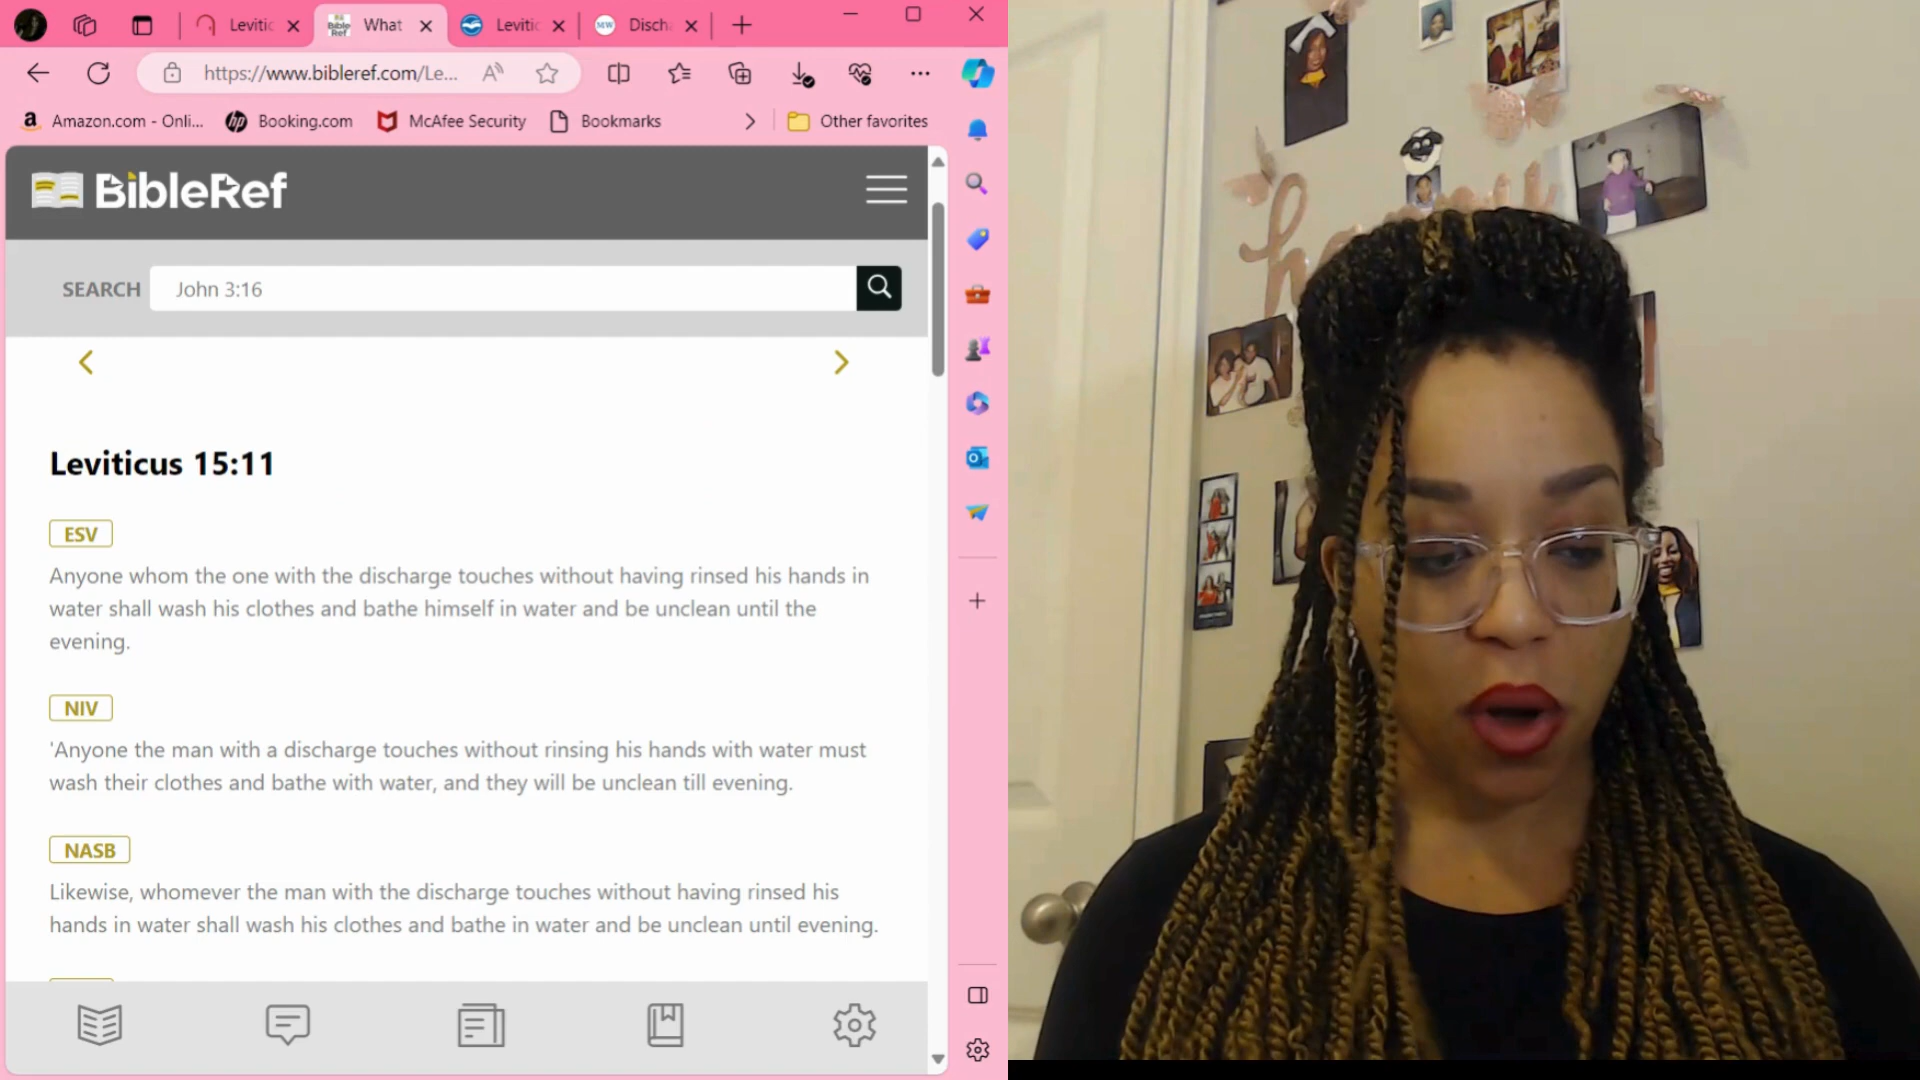 Levitic
What
Levitic
MW
Disch
https://www.bibleref.com/Le...
Amazon.com - Onli...
Booking.com
McAfee Security
Bookmarks
Other favorites
BibleRef
SEARCH
John 3:16
Leviticus 15:11
ESV
Anyone whom the one with the discharge touches without having rinsed his hands in
water shall wash his clothes and bathe himself in water and be unclean until the
evening.
NIV
'Anyone the man with a discharge touches without rinsing his hands with water must
wash their clothes and bathe with water, and they will be unclean till evening.
NASB
Likewise, whomever the man with the discharge touches without having rinsed his
hands in water shall wash his clothes and bathe in water and be unclean until evening.